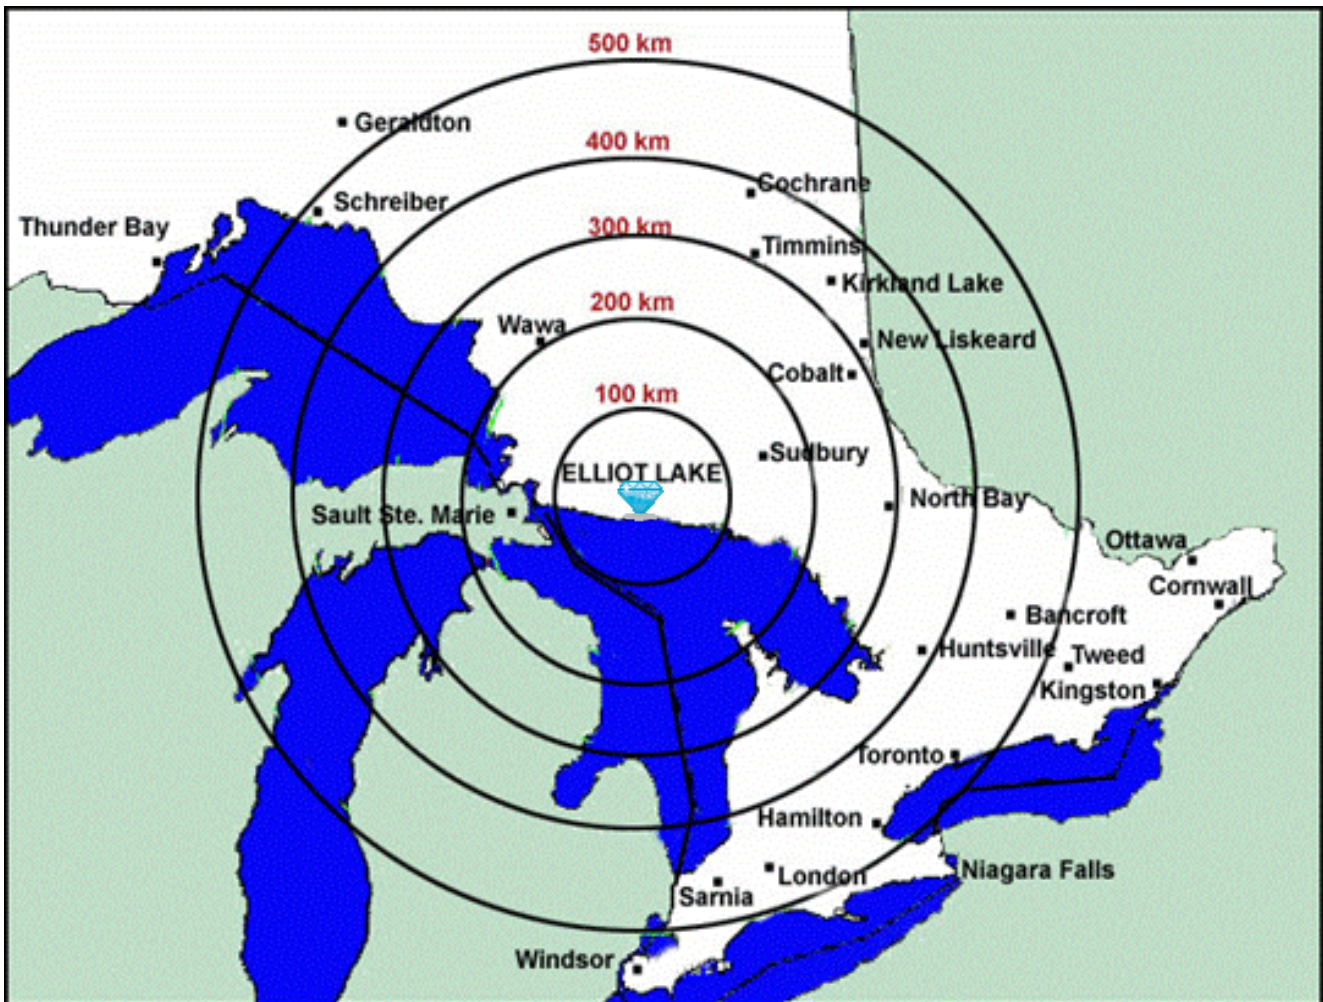 500 km
Geraldton
400 km
Cochrane
Schreiber
Thunder Bay
300 km
Timmins
Kirkland Lake
200 km
Wawa
New Liskeard
Cobalt
100 km
Sudbury
ELLIOT LAKE
North Bay
Sault Ste. Marie
Ottawa
Cornwall
Bancroft
Huntsville
Tweed
Kingston
Toronto
Hamilton
Niagara Falls
London
Sarnia
Windsor